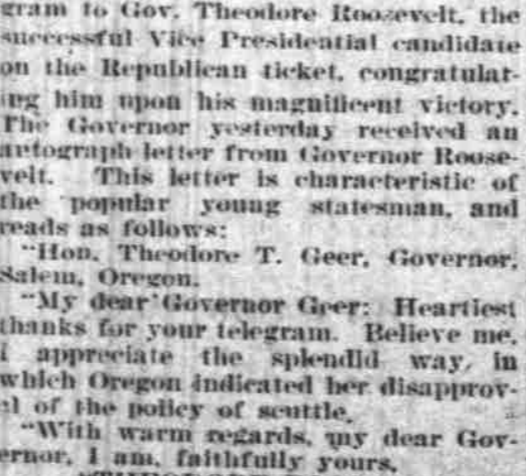 gram to Gov. Theodore Roosevelt, the
successful Vice Presidential candidate
on the Republican ticket, congratulat-
ing him upon his magnificent victory.
The Governor yesterday received an
autograph letter from Governor Roose-
velt. This letter is characteristic of
the popular young statesman, and
reads as follows:
"Hon. Theodore T. Geer, Governor,
Salem, Oregon.
"My dear Governor Geer: Heartiest
thanks for your telegram. Believe me,
I appreciate the splendid way, in
which Oregon indicated her disapprov-
al of the policy of scuttle.
"With warm regards, my dear Gov-
ernor, I am, faithfully yours,